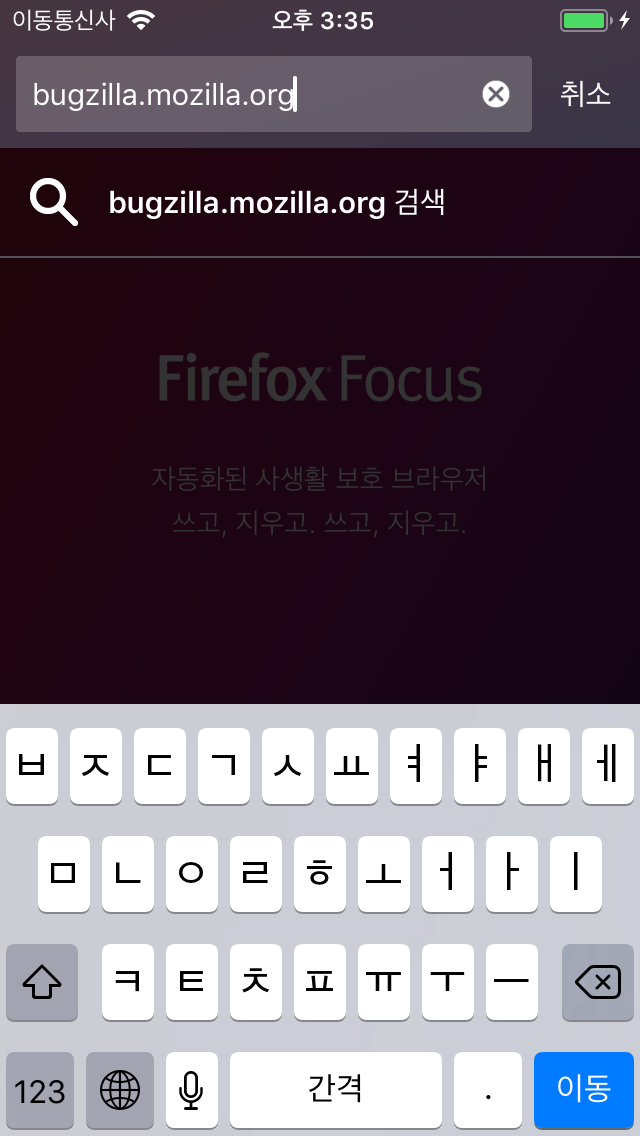 이동통신사 오후 3:35
bugzilla.mozilla.org 취소
bugzilla.mozilla.org 검색
Firefox Focus
자동화된 사생활 보호 브라우저
쓰고, 지우고. 쓰고, 지우고.
ㅂ ㅈ ㄷ ㄱ ㅅ ㅛ ㅕ ㅑ ㅐ ㅔ
ㅁ ㄴ ㅇ ㄹ ㅎ ㅗ ㅓ ㅏ ㅣ
ㅋ ㅌ ㅊ ㅍ ㅠ ㅜ ㅡ
123 간격 . 이동